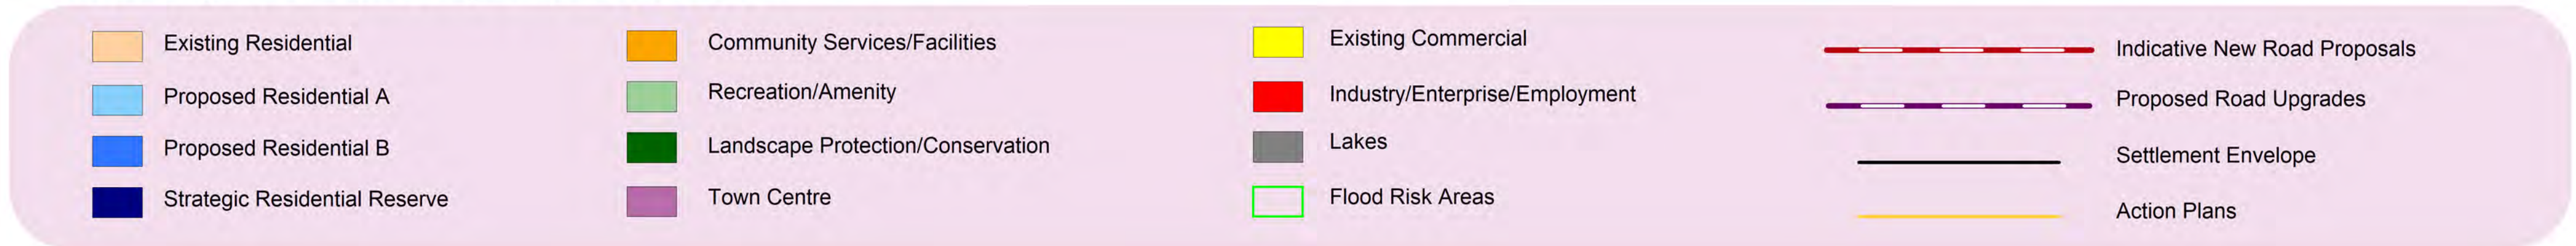 Existing Residential
Proposed Residential A
Proposed Residential B
Strategic Residential Reserve
Community Services/Facilities
Recreation/Amenity
Landscape Protection/Conservation
Town Centre
Existing Commercial
Industry/Enterprise/Employment
Lakes
Flood Risk Areas
Indicative New Road Proposals
Proposed Road Upgrades
Settlement Envelope
Action Plans